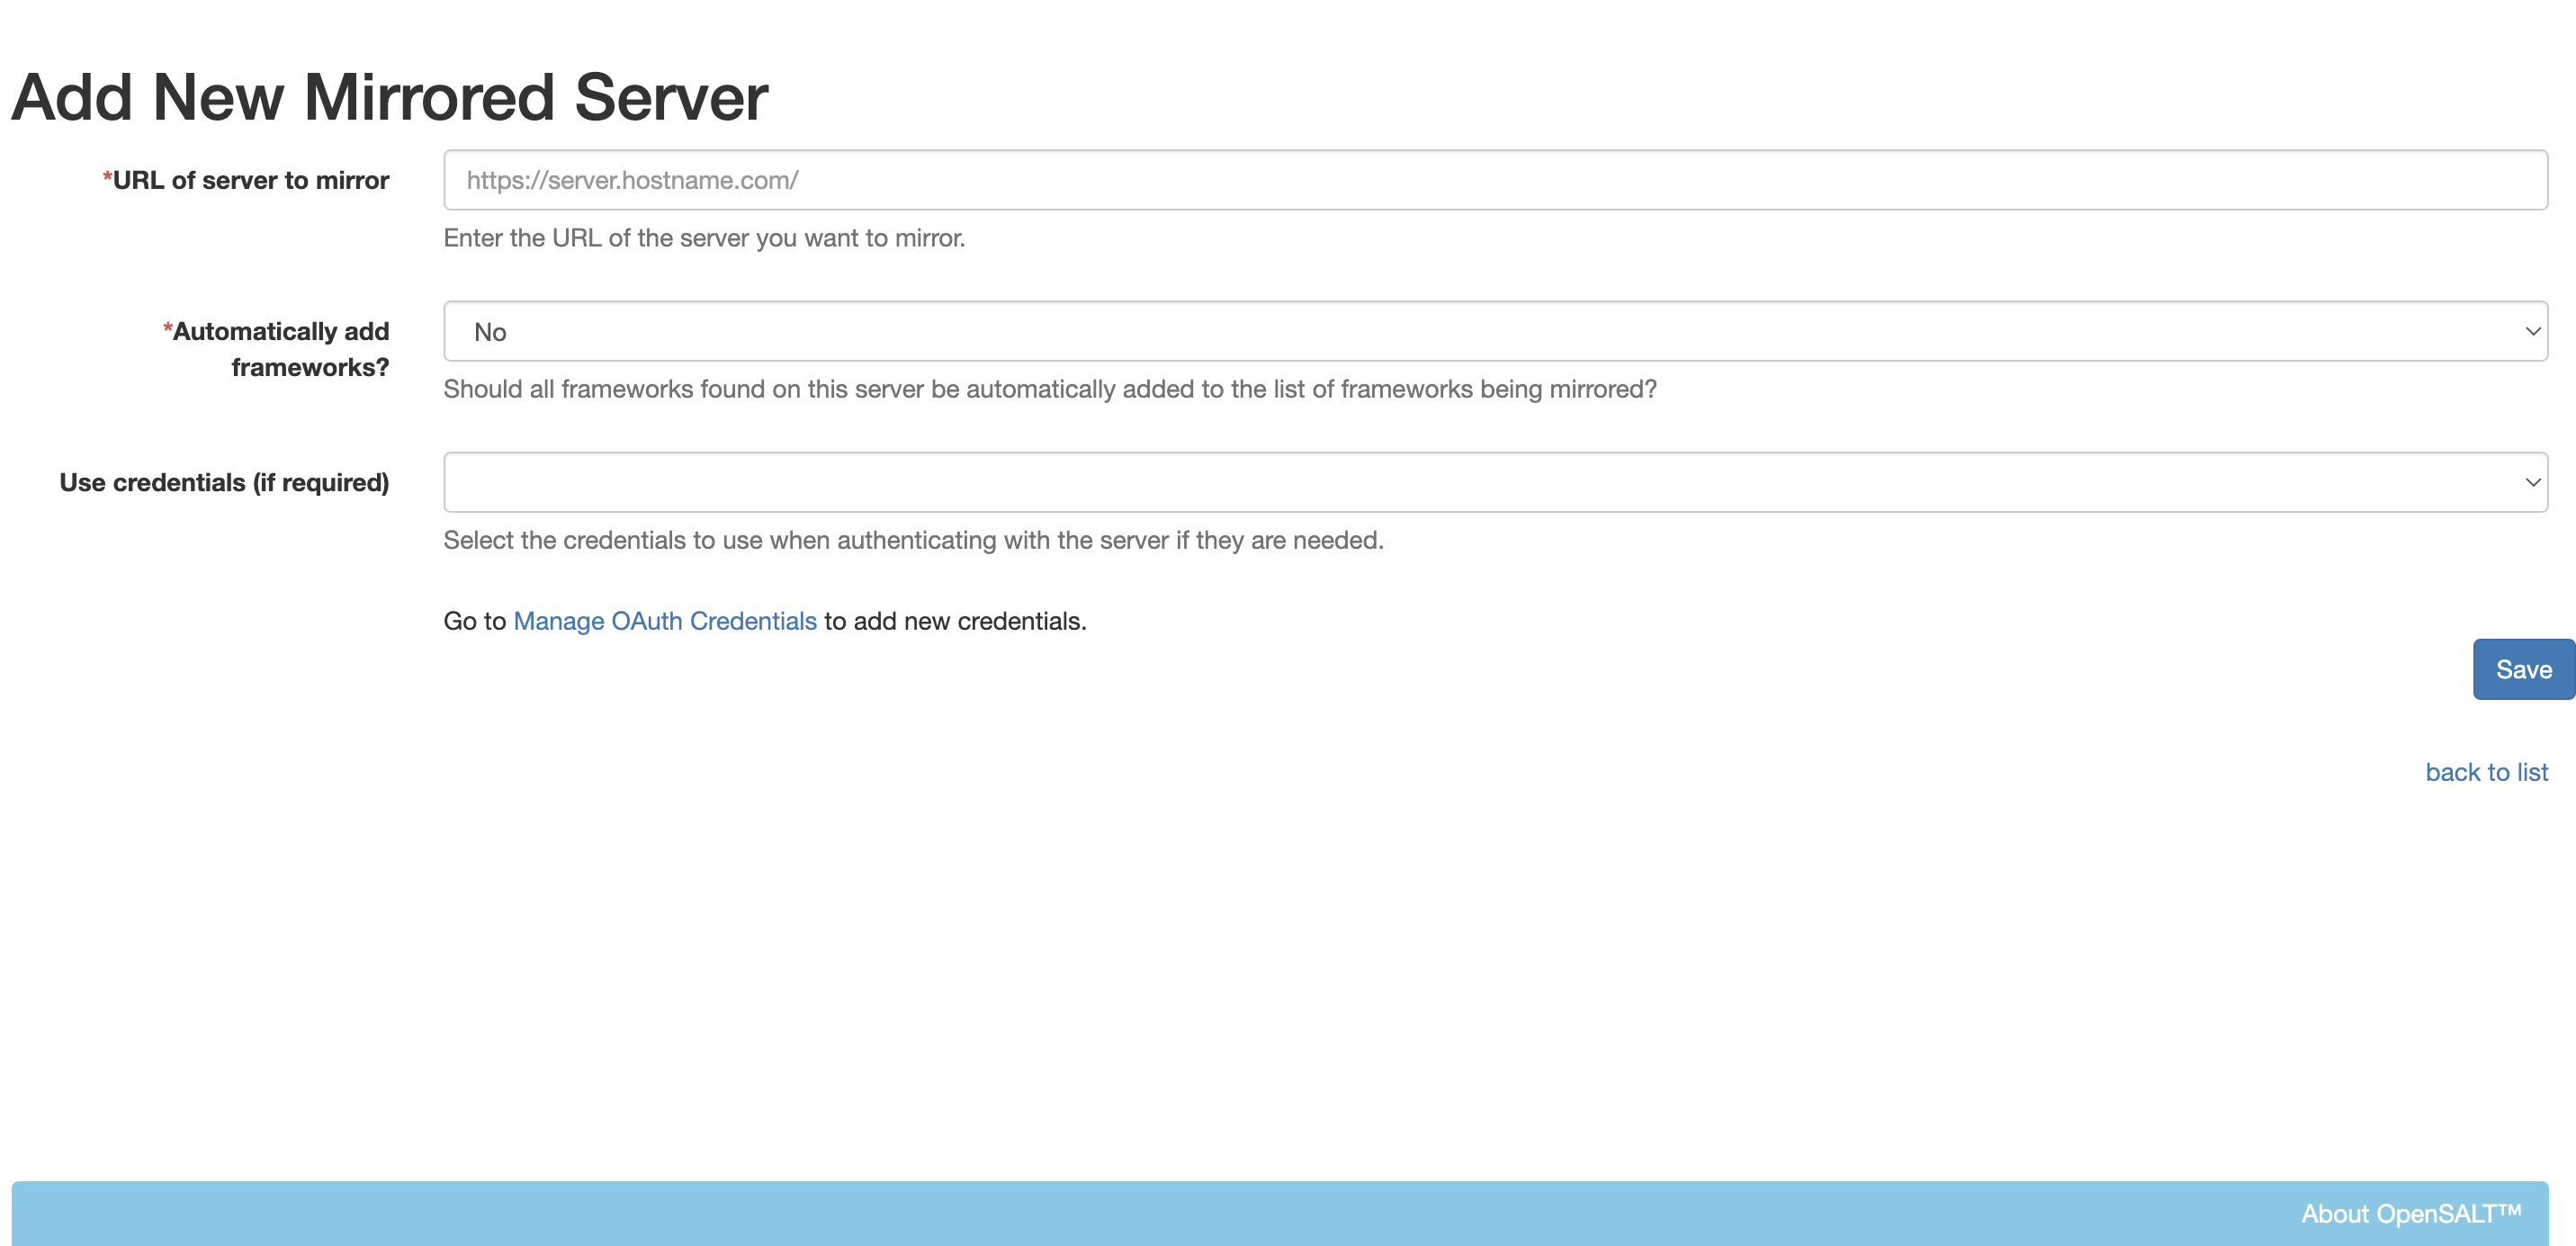 Add New Mirrored Server
*URL of server to mirror
https://server.hostname.com/
Enter the URL of the server you want to mirror.
*Automatically add
frameworks?
No
Should all frameworks found on this server be automatically added to the list of frameworks being mirrored?
Use credentials (if required)
Select the credentials to use when authenticating with the server if they are needed.
Go to Manage OAuth Credentials to add new credentials.
Save
back to list
About OpenSALT™